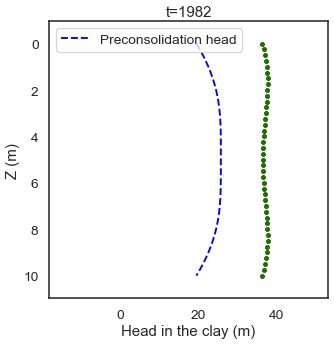 t=1982
Preconsolidation head
0
2
4
6
8
10
Z (m)
0 20 40
Head in the clay (m)